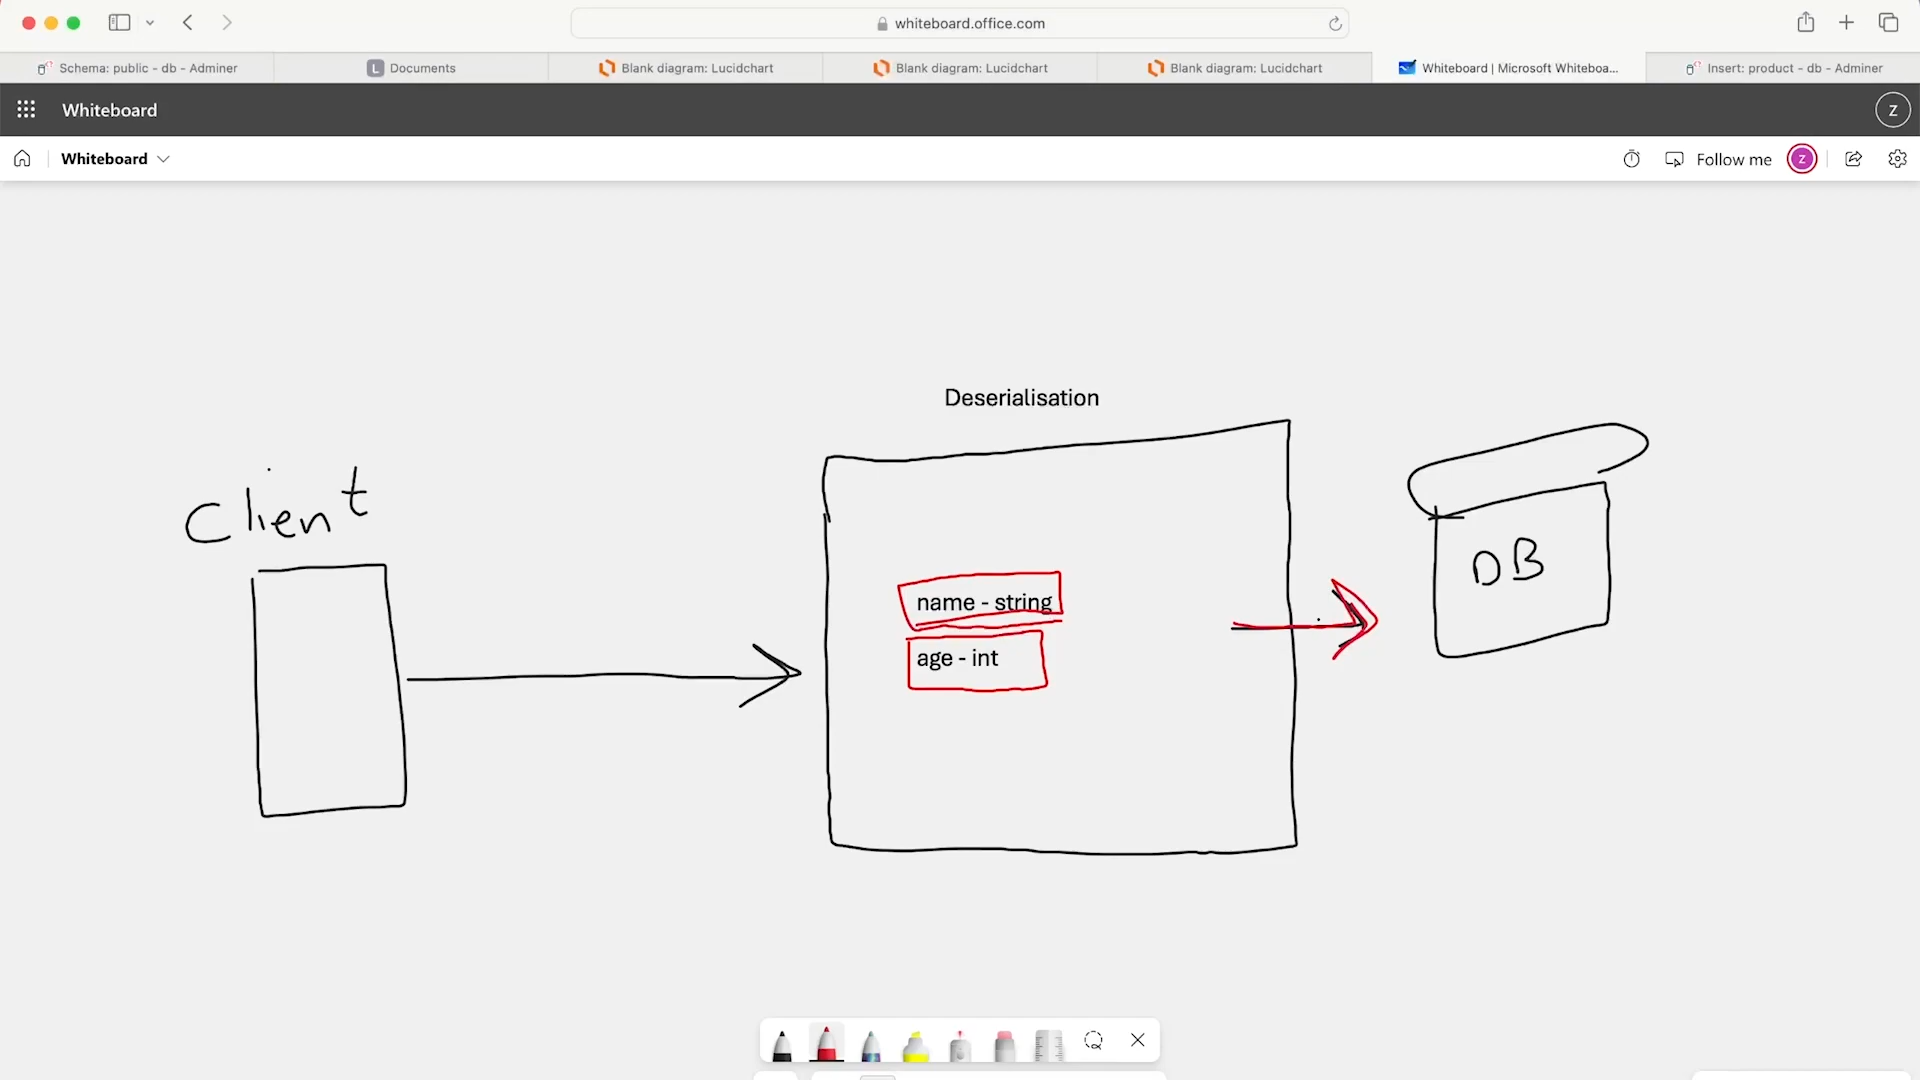 whiteboard.office.com
Schema: public - db - Adminer
L Documents
Blank diagram: Lucidchart
Blank diagram: Lucidchart
Blank diagram: Lucidchart
Whiteboard | Microsoft Whiteboa...
Insert: product - db - Adminer
Whiteboard
Z
Whiteboard
Follow me
Z
Deserialisation
Client
DB
name - string
age - int